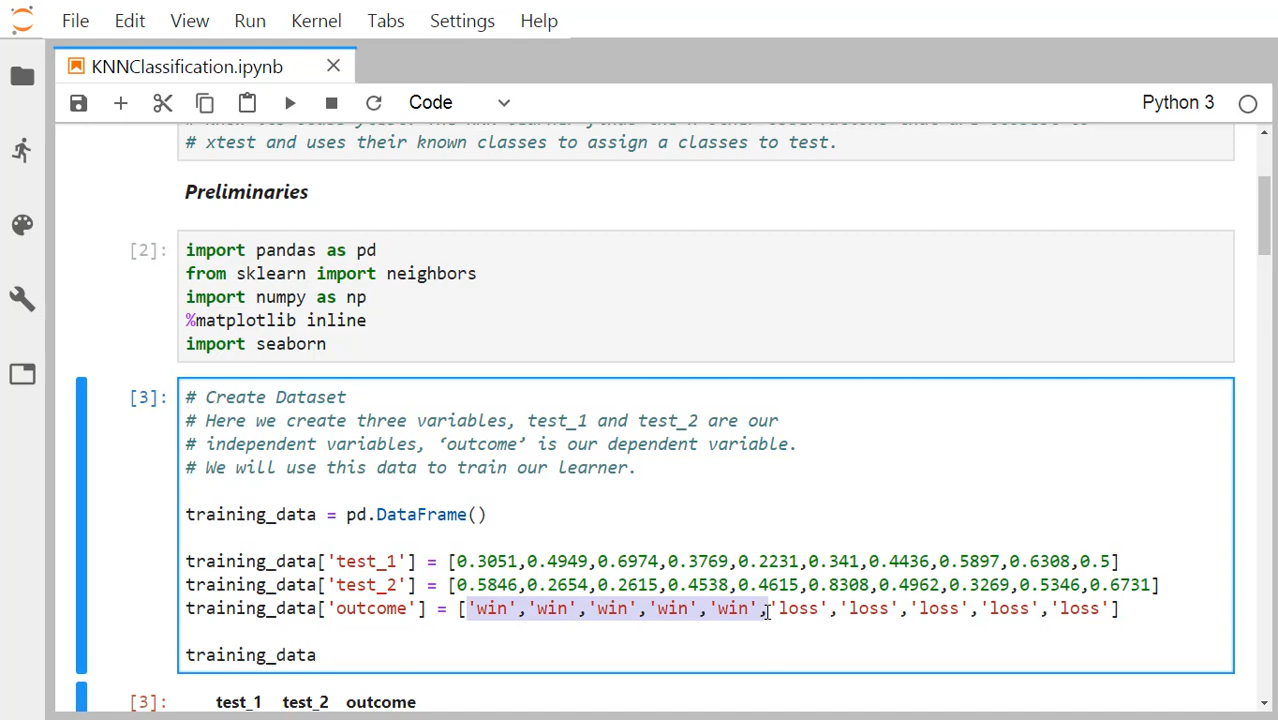 File Edit View Run Kernel Tabs Settings Help
KNNClassification.ipynb
Code Python 3
# xtest and uses their known classes to assign a classes to test.
Preliminaries
[2]: import pandas as pd
from sklearn import neighbors
import numpy as np
%matplotlib inline
import seaborn
[3]: # Create Dataset
# Here we create three variables, test_1 and test_2 are our
# independent variables, ‘outcome’ is our dependent variable.
# We will use this data to train our learner.
training_data = pd.DataFrame()
training_data['test_1'] = [0.3051,0.4949,0.6974,0.3769,0.2231,0.341,0.4436,0.5897,0.6308,0.5]
training_data['test_2'] = [0.5846,0.2654,0.2615,0.4538,0.4615,0.8308,0.4962,0.3269,0.5346,0.6731]
training_data['outcome'] = ['win','win','win','win','win','loss','loss','loss','loss','loss']
training_data
[3]: test_1 test_2 outcome